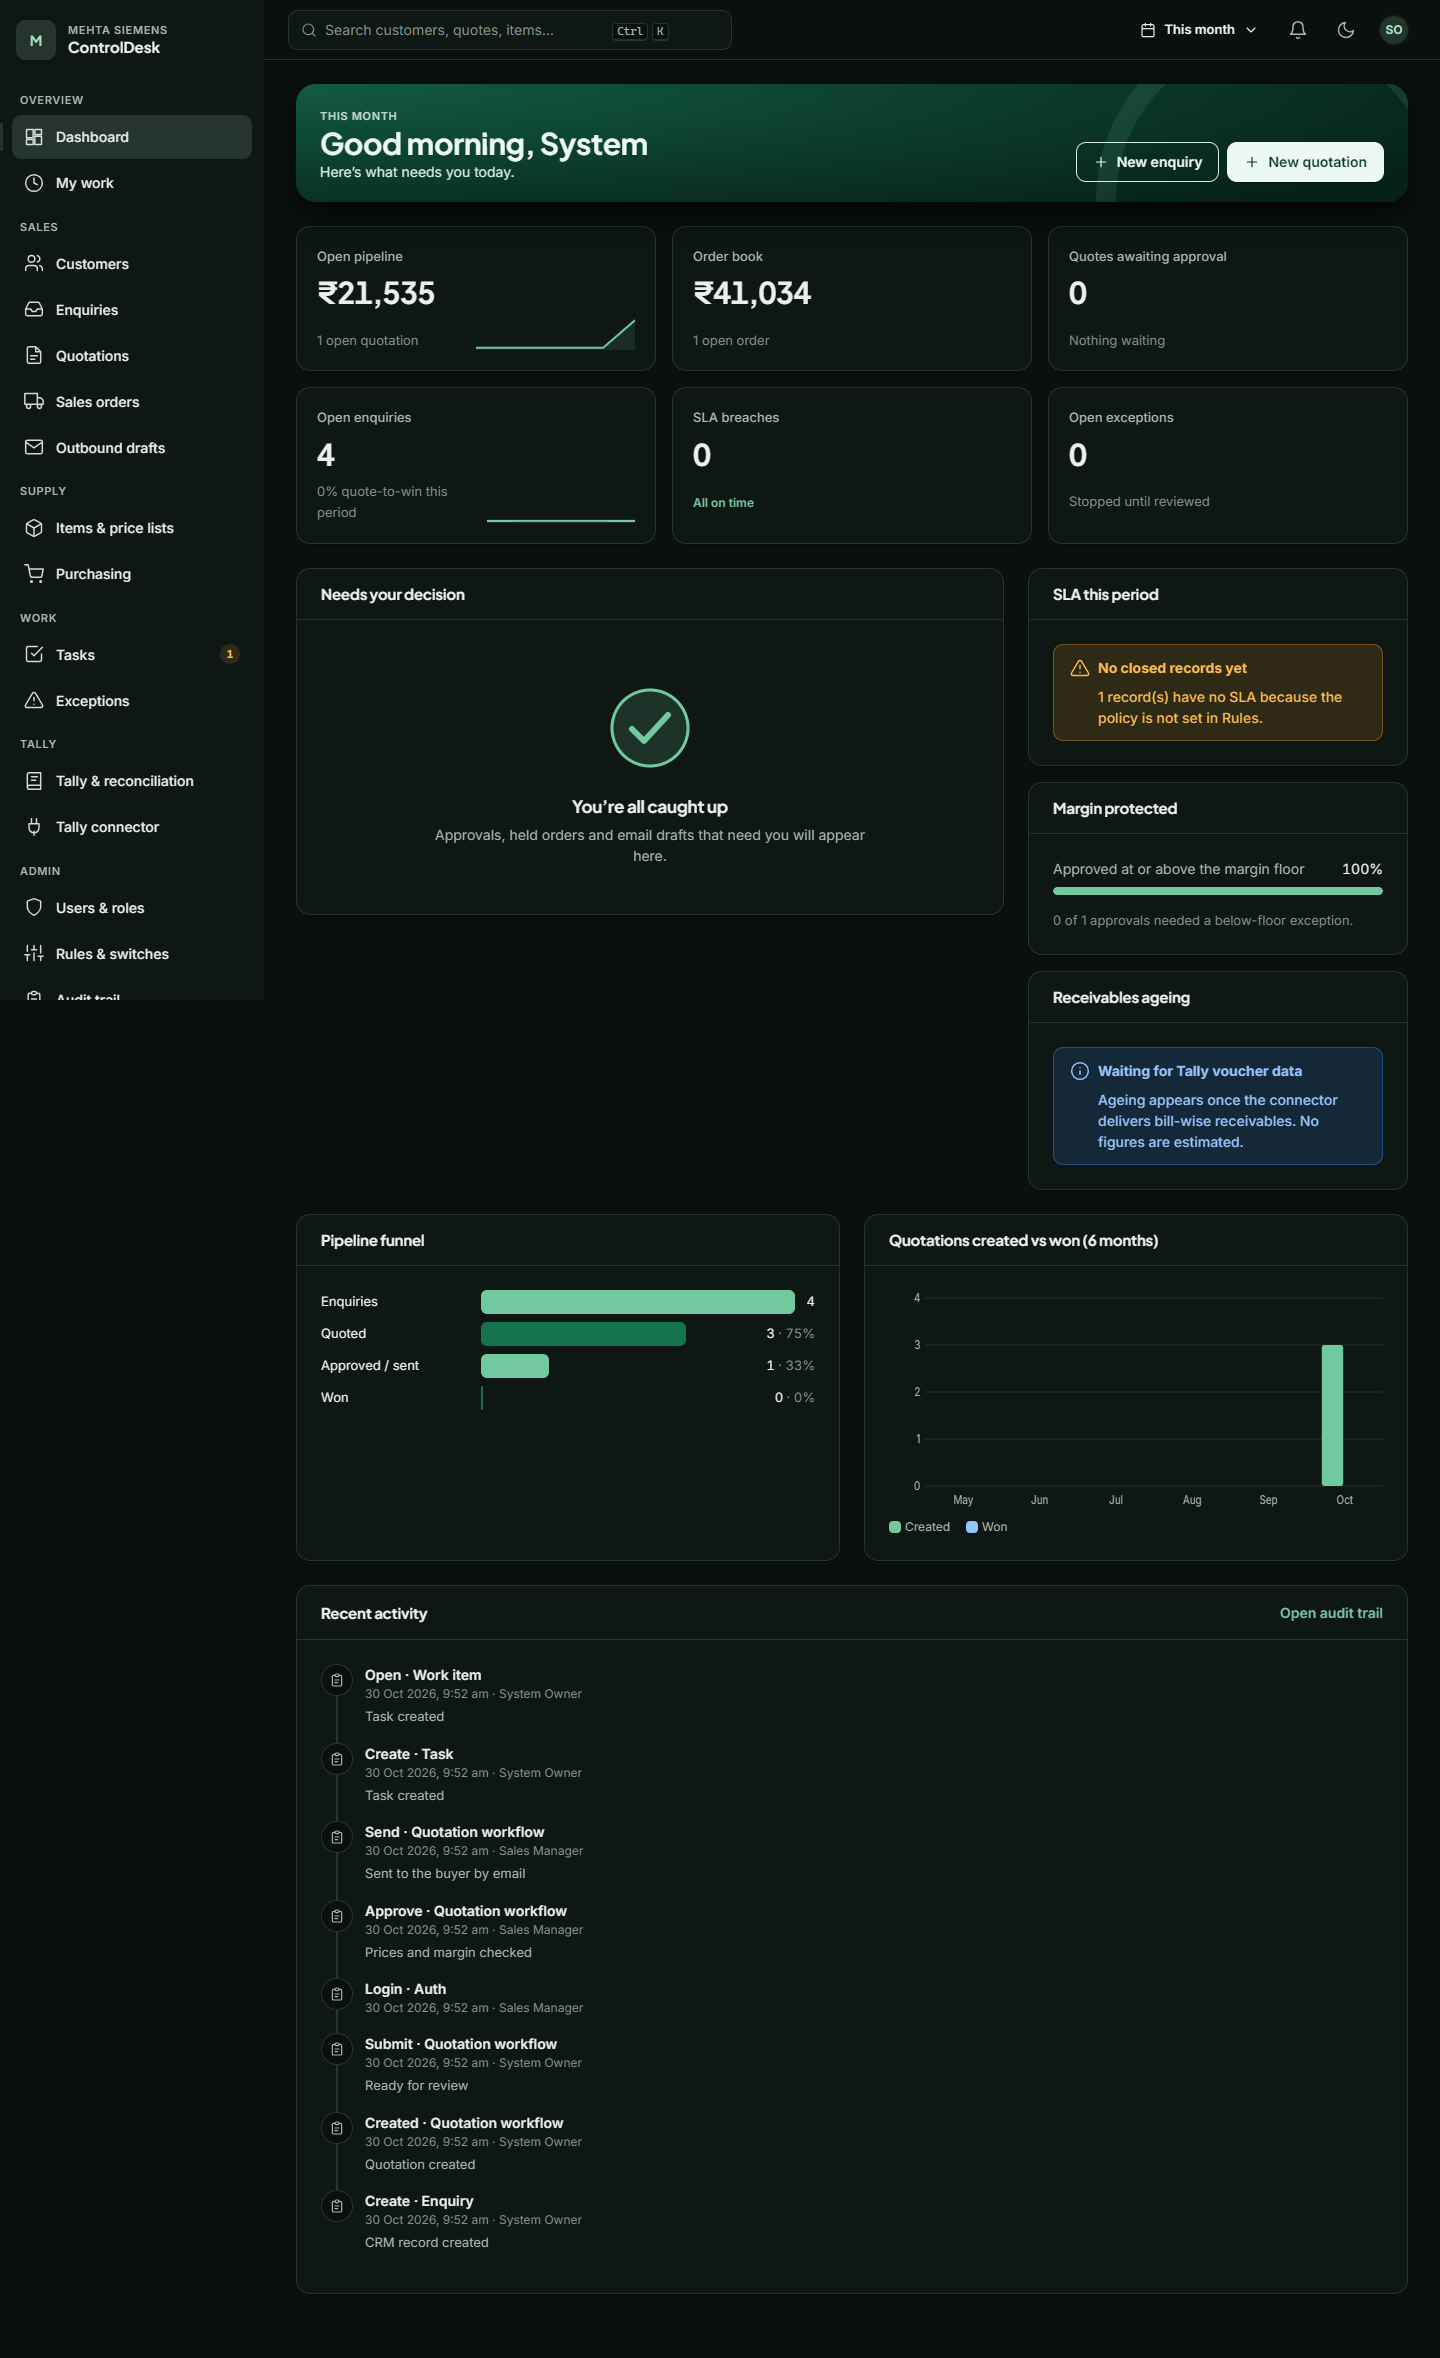 M
MEHTA SIEMENS
ControlDesk
OVERVIEW
Dashboard
My work
SALES
Customers
Enquiries
Quotations
Sales orders
Outbound drafts
SUPPLY
Items & price lists
Purchasing
WORK
Tasks 1
Exceptions
TALLY
Tally & reconciliation
Tally connector
ADMIN
Users & roles
Rules & switches
Audit trail
Search customers, quotes, items... Ctrl K
This month
SO
THIS MONTH
Good morning, System
Here's what needs you today.
New enquiry
New quotation
Open pipeline
₹21,535
1 open quotation
Order book
₹41,034
1 open order
Quotes awaiting approval
0
Nothing waiting
Open enquiries
4
0% quote-to-win this
period
SLA breaches
0
All on time
Open exceptions
0
Stopped until reviewed
Needs your decision
You're all caught up
Approvals, held orders and email drafts that need you will appear
here.
SLA this period
No closed records yet
1 record(s) have no SLA because the
policy is not set in Rules.
Margin protected
Approved at or above the margin floor 100%
0 of 1 approvals needed a below-floor exception.
Receivables ageing
Waiting for Tally voucher data
Ageing appears once the connector
delivers bill-wise receivables. No
figures are estimated.
Pipeline funnel
Enquiries 4
Quoted 3 · 75%
Approved / sent 1 · 33%
Won 0 · 0%
Quotations created vs won (6 months)
4
3
2
1
0
May Jun Jul Aug Sep Oct
Created Won
Recent activity
Open audit trail
Open · Work item
30 Oct 2026, 9:52 am · System Owner
Task created
Create · Task
30 Oct 2026, 9:52 am · System Owner
Task created
Send · Quotation workflow
30 Oct 2026, 9:52 am · Sales Manager
Sent to the buyer by email
Approve · Quotation workflow
30 Oct 2026, 9:52 am · Sales Manager
Prices and margin checked
Login · Auth
30 Oct 2026, 9:52 am · Sales Manager
Submit · Quotation workflow
30 Oct 2026, 9:52 am · System Owner
Ready for review
Created · Quotation workflow
30 Oct 2026, 9:52 am · System Owner
Quotation created
Create · Enquiry
30 Oct 2026, 9:52 am · System Owner
CRM record created